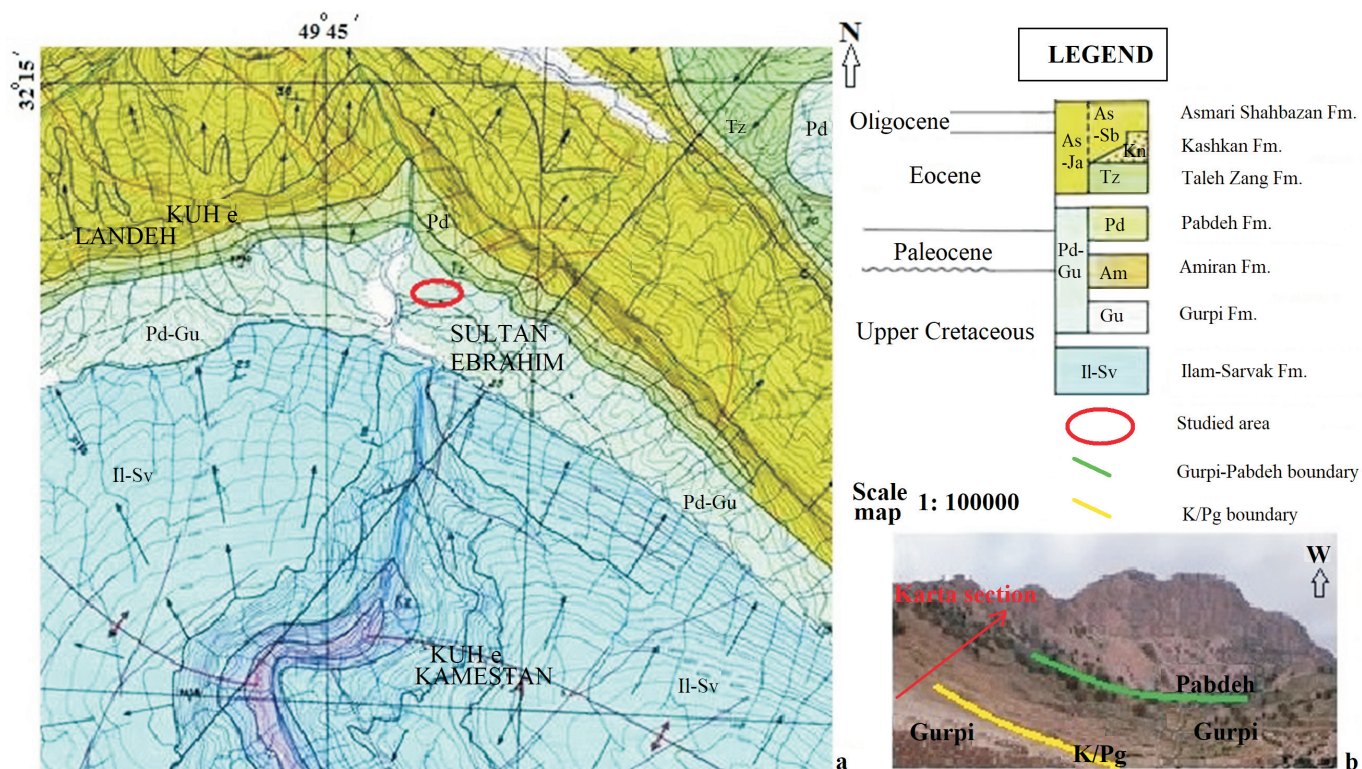 49°45'
32°15'
N
Tz
Pd
KUH e
LANDEH
Pd
Tz
SULTAN
EBRAHIM
Pd-Gu
Il-Sv
Pd-Gu
KUH e
KAMESTAN
Il-Sv
a
LEGEND
Oligocene
Eocene
Paleocene
Upper Cretaceous
As
-Ja
As
-Sb
Kn
Tz
Pd-
Gu
Pd
Am
Gu
Il-Sv
Asmari Shahbazan Fm.
Kashkan Fm.
Taleh Zang Fm.
Pabdeh Fm.
Amiran Fm.
Gurpi Fm.
Ilam-Sarvak Fm.
Studied area
Gurpi-Pabdeh boundary
K/Pg boundary
Scale
map 1: 100000
W
Karta section
Pabdeh
Gurpi
Gurpi
K/Pg
b